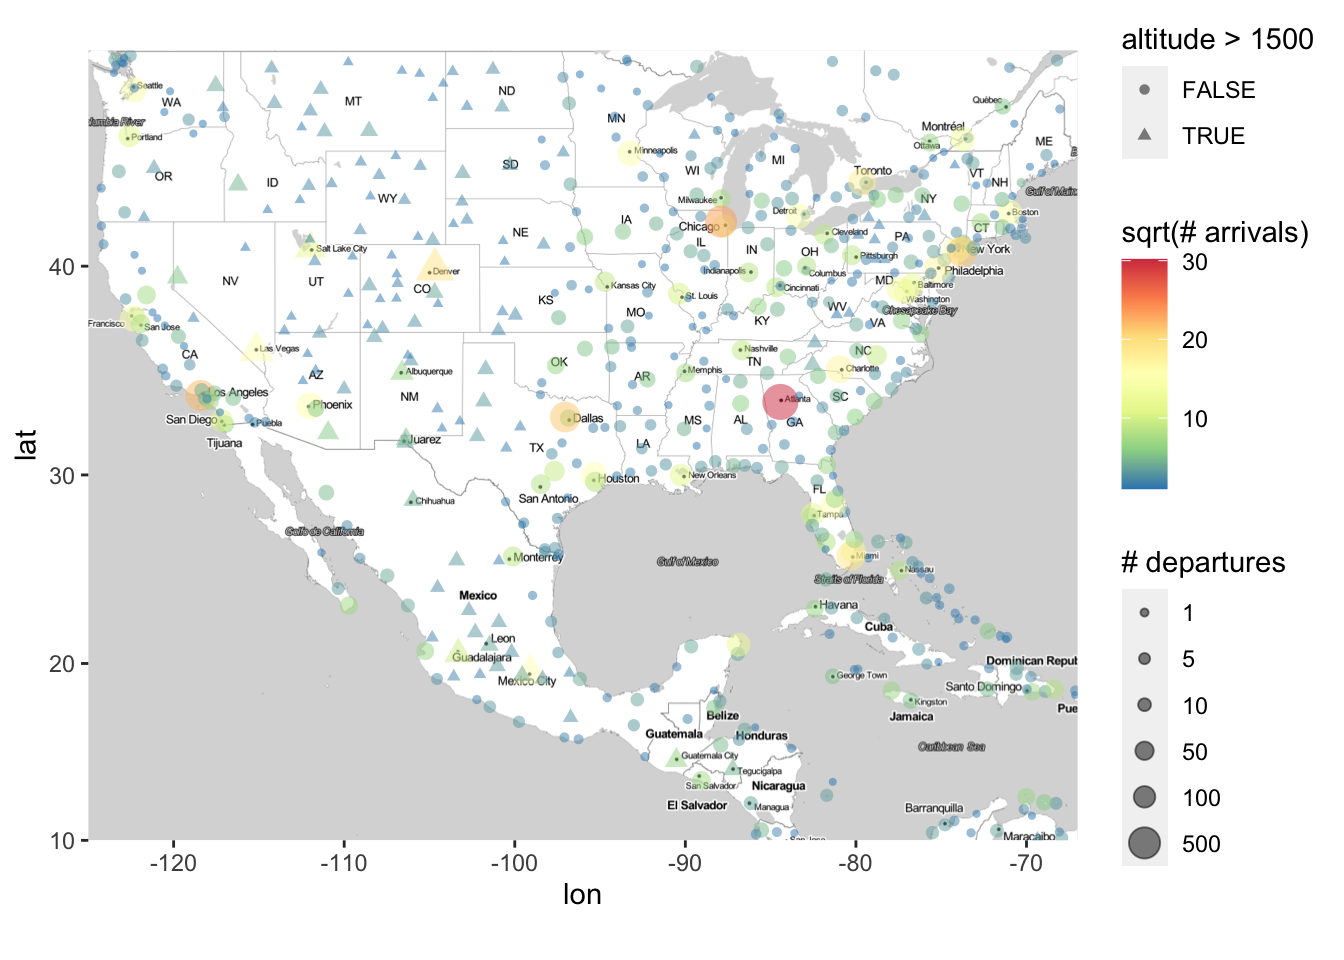 altitude > 1500
FALSE
TRUE
sqrt(# arrivals)
30
20
10
# departures
1
5
10
50
100
500
lat
40
30
20
10
-120
-110
-100
-90
-80
-70
lon
Seattle
WA
Columbia River
Portland
OR
ID
MT
ND
MN
Minneapolis
SD
WY
WI
MI
Milwaukee
Chicago
Detroit
Toronto
Ottawa
Montréal
Québec
ME
VT
NH
Gulf of Main
Boston
NY
CT
New York
PA
Philadelphia
Cleveland
Pittsburgh
OH
Columbus
IN
Indianapolis
IL
IA
NE
Salt Lake City
NV
UT
Denver
CO
KS
Kansas City
St. Louis
MO
Cincinnati
MD
Baltimore
Washington
Chesapeake Bay
WV
VA
KY
Francisco
San Jose
CA
Las Vegas
AZ
Albuquerque
NM
OK
AR
Nashville
TN
Memphis
NC
Charlotte
SC
Los Angeles
San Diego
Puebla
Tijuana
Phoenix
Juarez
Dallas
TX
LA
MS
AL
Atlanta
GA
New Orleans
Houston
San Antonio
Chihuahua
FL
Tampa
Miami
Golfo de California
Monterrey
Gulf of Mexico
Straits of Florida
Nassau
Mexico
Havana
Cuba
Leon
Guadalajara
Mexico City
Dominican Repub
George Town
Santo Domingo
Kingston
Jamaica
Pue
Belize
Guatemala
Honduras
Guatemala City
Tegucigalpa
San Salvador
Nicaragua
El Salvador
Managua
Caribbean Sea
Barranquilla
San Jose
Maracaibo